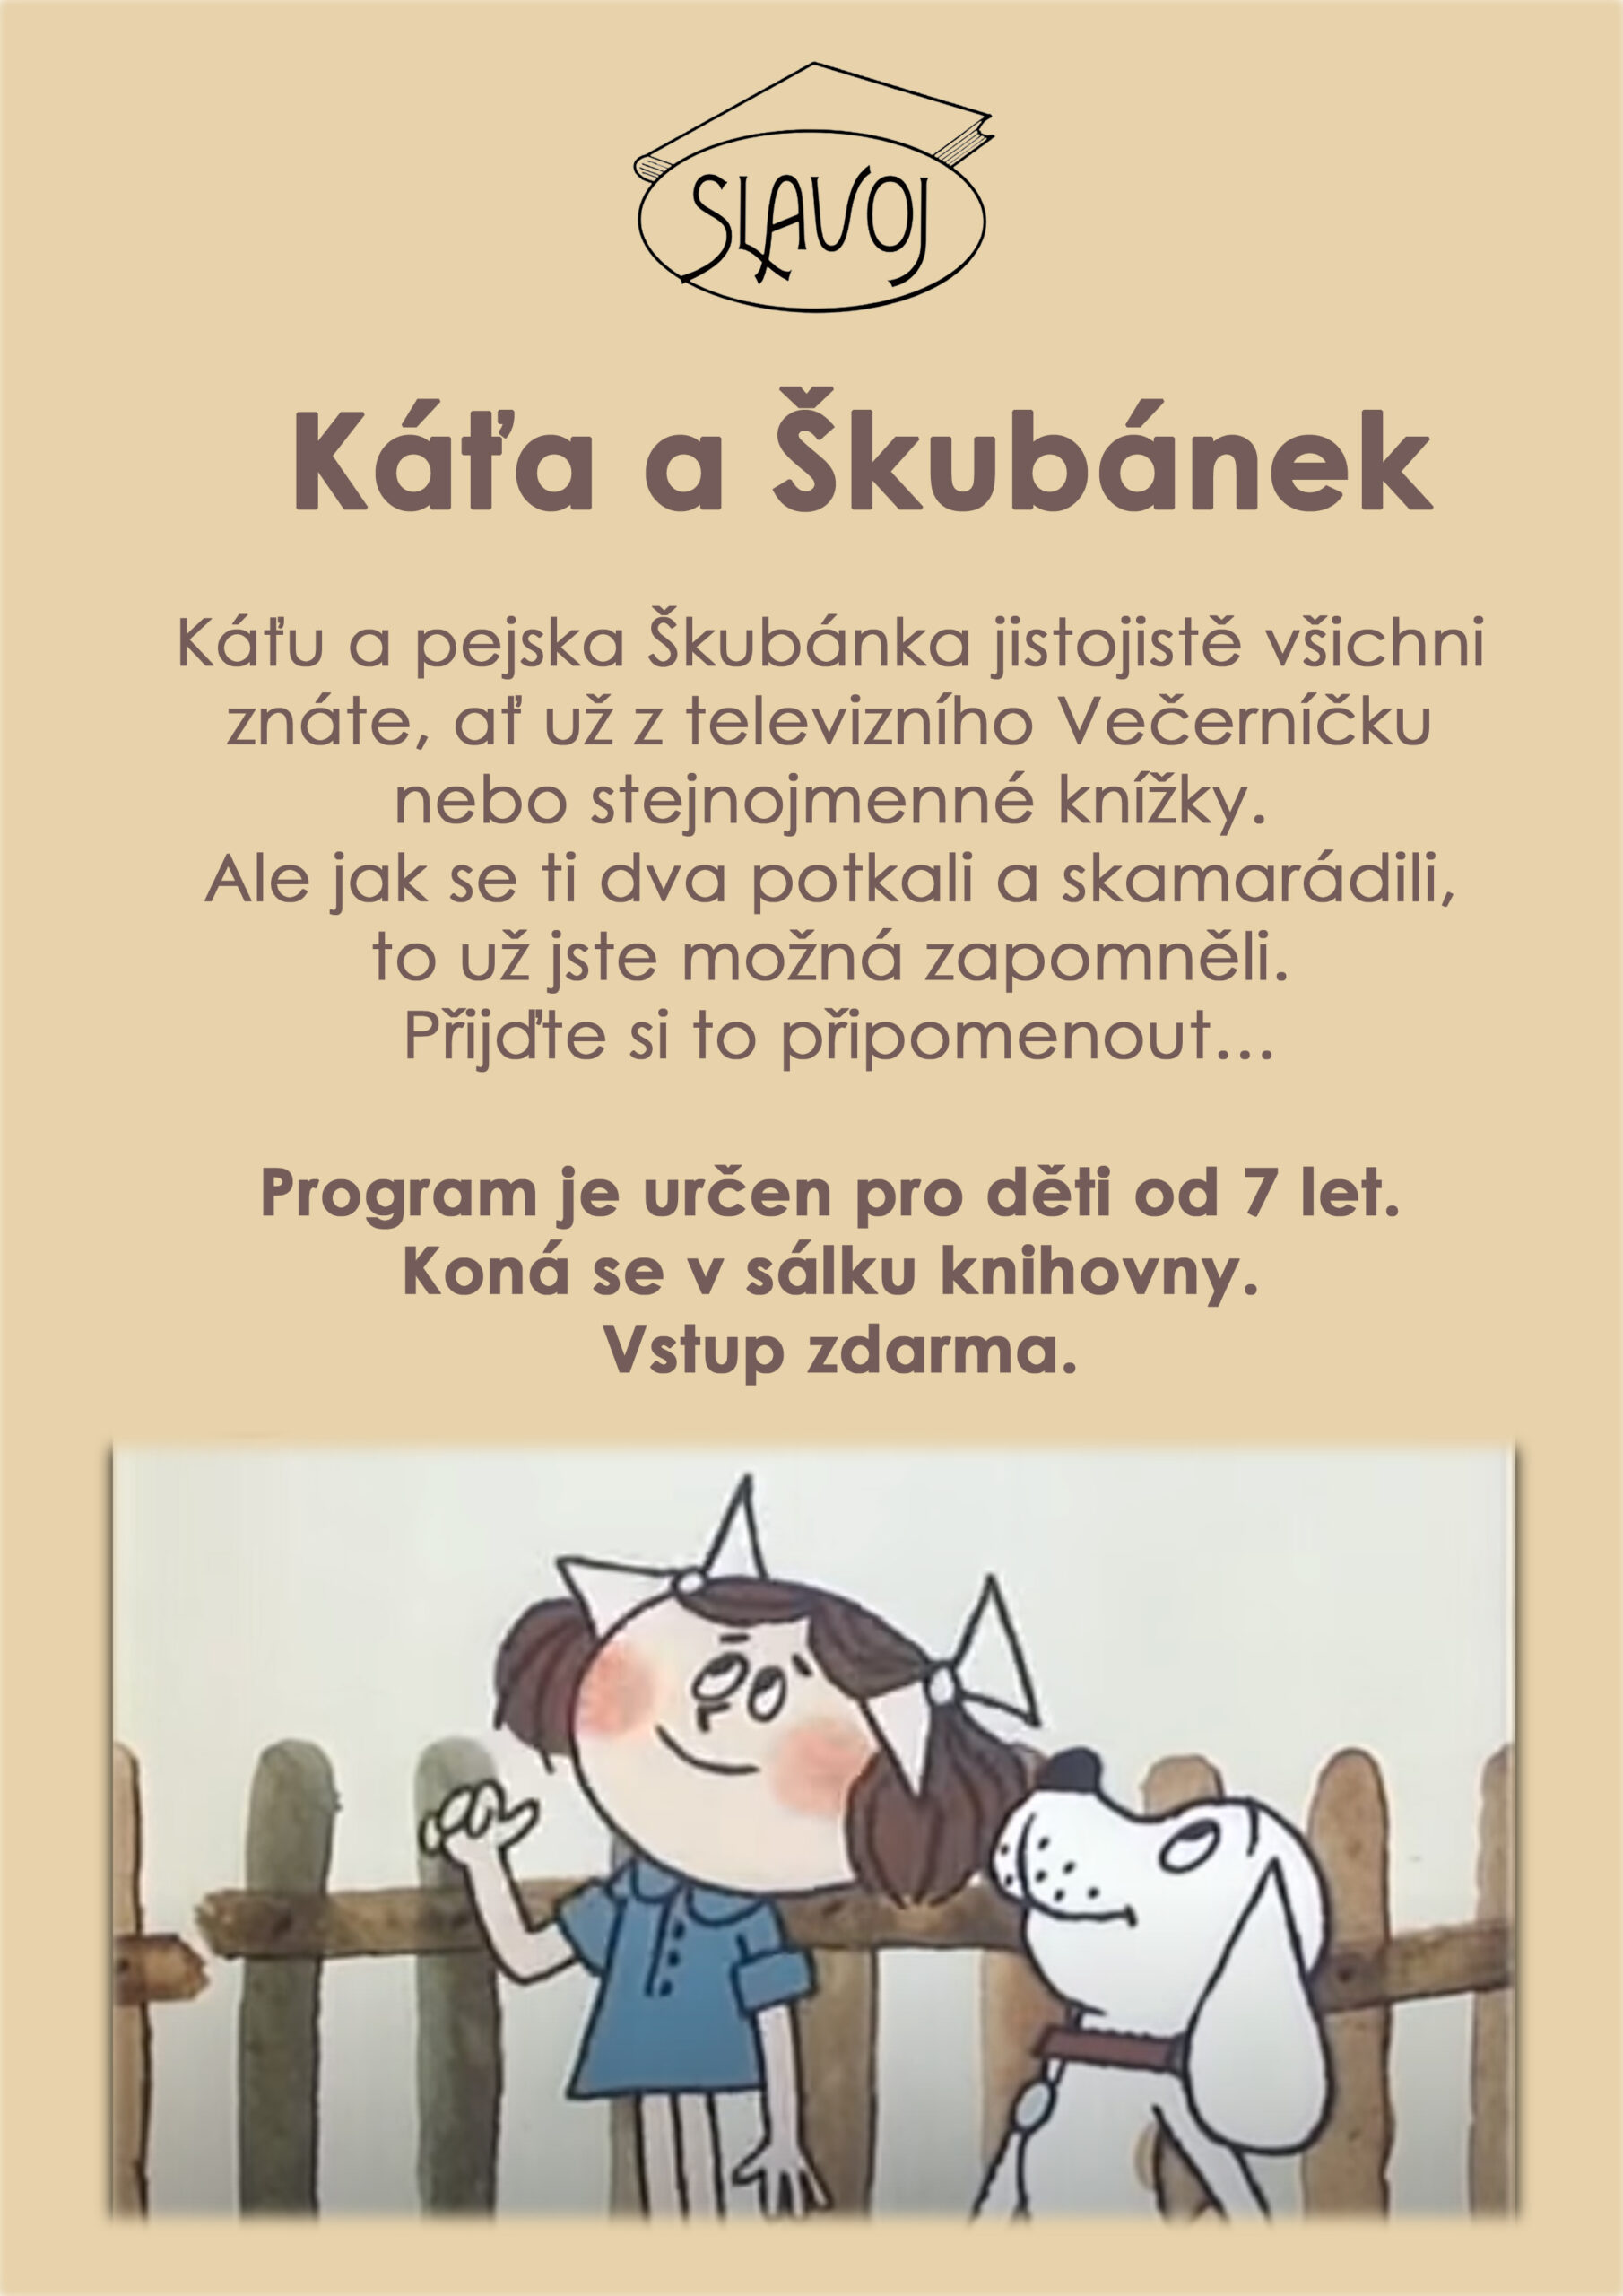 SLAVOJ
Káťa a Škubánek
Káťu a pejska Škubánka jistojistě všichni
znáte, ať už z televizního Večerníčku
nebo stejnojmenné knížky.
Ale jak se ti dva potkali a skamarádili,
to už jste možná zapomněli.
Přijďte si to připomenout...
Program je určen pro děti od 7 let.
Koná se v sálku knihovny.
Vstup zdarma.